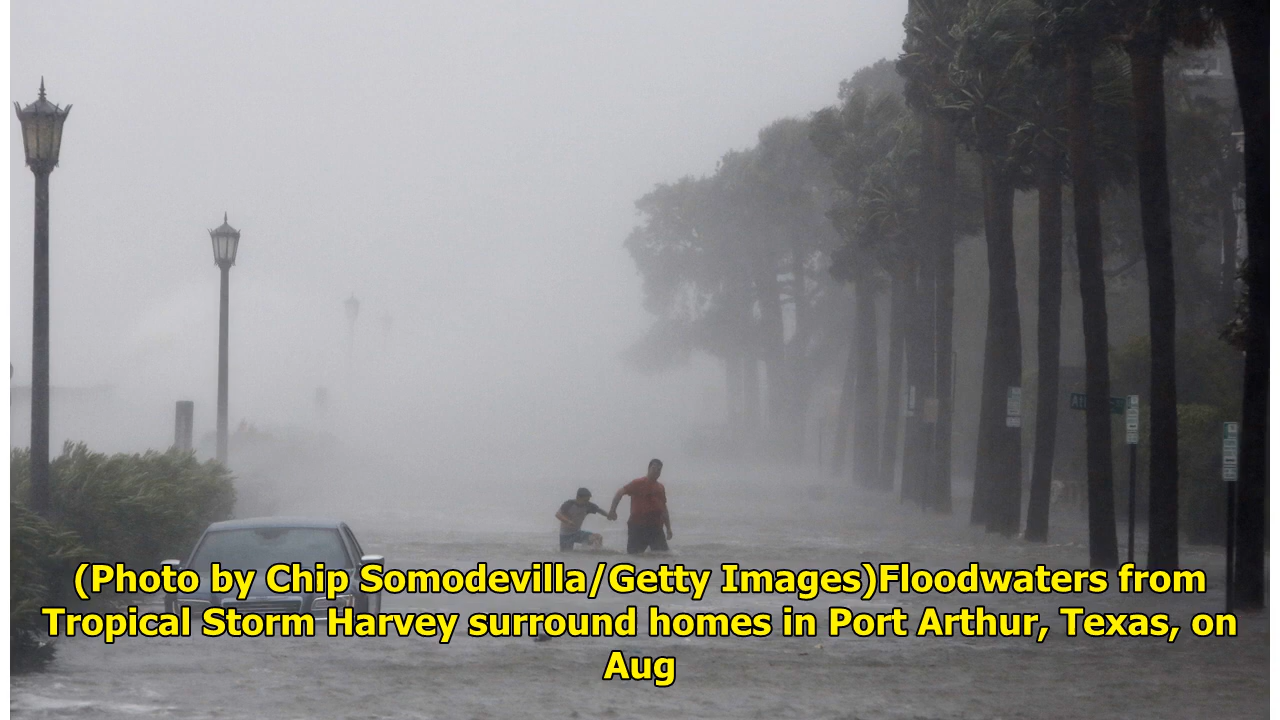 (Photo by Chip Somodevilla/Getty Images)Floodwaters from
Tropical Storm Harvey surround homes in Port Arthur, Texas, on
Aug